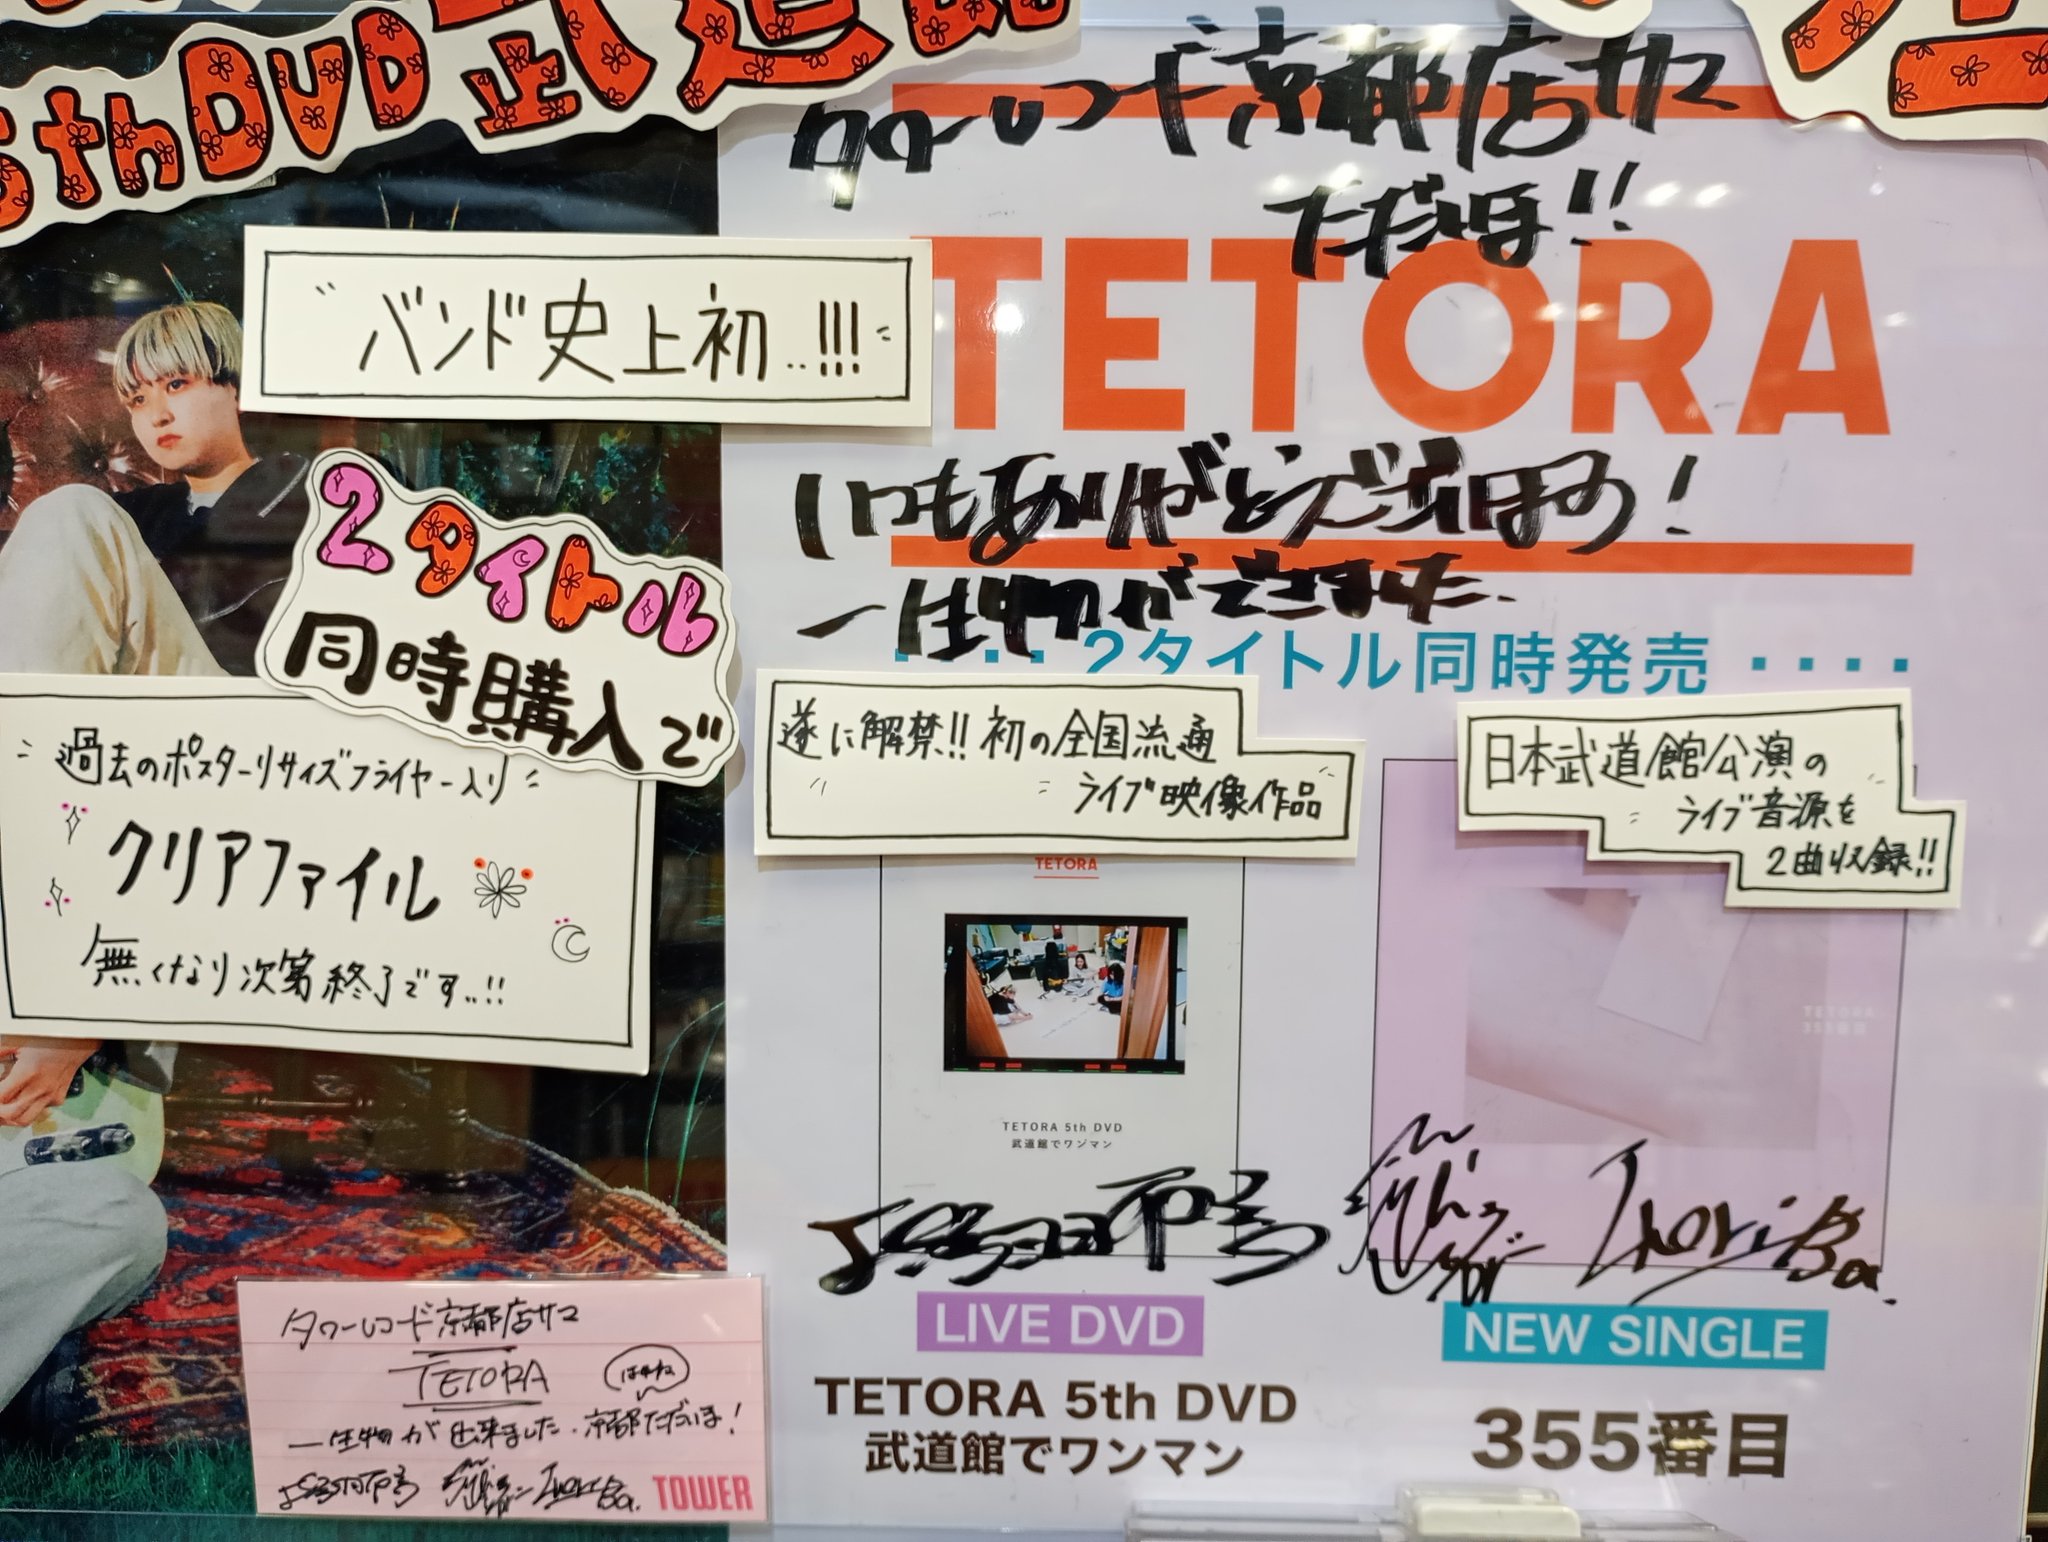 5th DVD 武道館
タワーレコード京都店サマ
ただいま!!
TETORA
バンド史上初..!!!
いつもありがとうございます!
一生物ができました.
2タイトル同時発売
2タイトル
同時購入で
過去のポスターリサイズフライヤー入り
クリアファイル
無くなり次第終了です..!!
遂に解禁!!初の全国流通
ライブ映像作品
日本武道館公演の
ライブ音源を
2曲収録!!
TETORA
TETORA 5th DVD
武道館でワンマン
TETORA
355番目
LIVE DVD
TETORA 5th DVD
武道館でワンマン
NEW SINGLE
355番目
タワーレコード京都店サマ
TETORA
はゆね
一生物が出来ました.京都ただいま!
TOWER